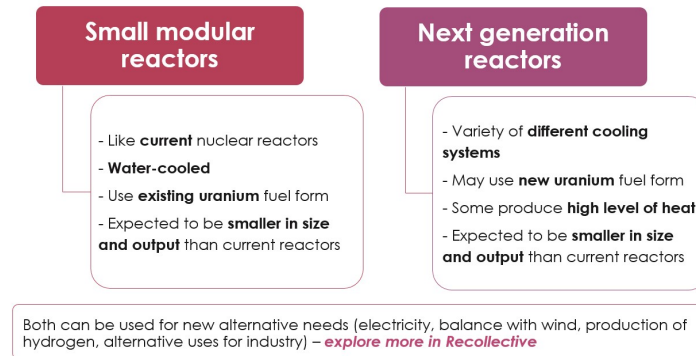 Small modular
reactors
- Like current nuclear reactors
- Water-cooled
- Use existing uranium fuel form
- Expected to be smaller in size
and output than current reactors
Next generation
reactors
- Variety of different cooling
systems
- May use new uranium fuel form
- Some produce high level of heat
- Expected to be smaller in size
and output than current reactors
Both can be used for new alternative needs (electricity, balance with wind, production of
hydrogen, alternative uses for industry) – explore more in Recollective